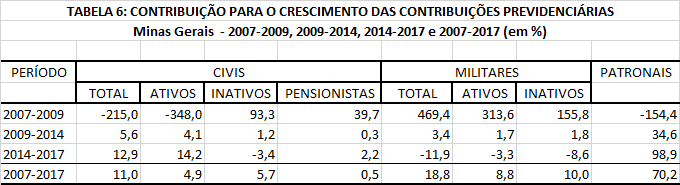 TABELA 6: CONTRIBUIÇÃO PARA O CRESCIMENTO DAS CONTRIBUIÇÕES PREVIDENCIÁRIAS
Minas Gerais - 2007-2009, 2009-2014, 2014-2017 e 2007-2017 (em %)
PERÍODO CIVIS MILITARES PATRONAIS
TOTAL ATIVOS INATIVOS PENSIONISTAS TOTAL ATIVOS INATIVOS
2007-2009 -215,0 -348,0 93,3 39,7 469,4 313,6 155,8 -154,4
2009-2014 5,6 4,1 1,2 0,3 3,4 1,7 1,8 34,6
2014-2017 12,9 14,2 -3,4 2,2 -11,9 -3,3 -8,6 98,9
2007-2017 11,0 4,9 5,7 0,5 18,8 8,8 10,0 70,2